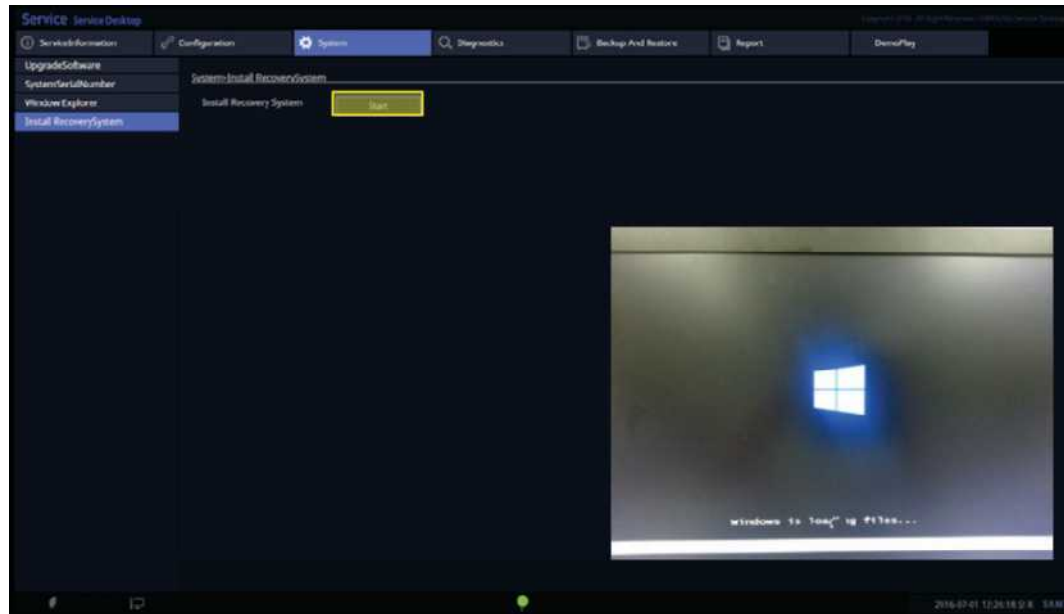 Service Service Desktop
ServiceInformation Configuration System Diagnostics Backup And Restore Report DemoPlay
UpgradeSoftware
SystemSerialNumber
Window Explorer
Install RecoverySystem
System-Install RecoverySystem
Install Recovery System Start
windows is files...